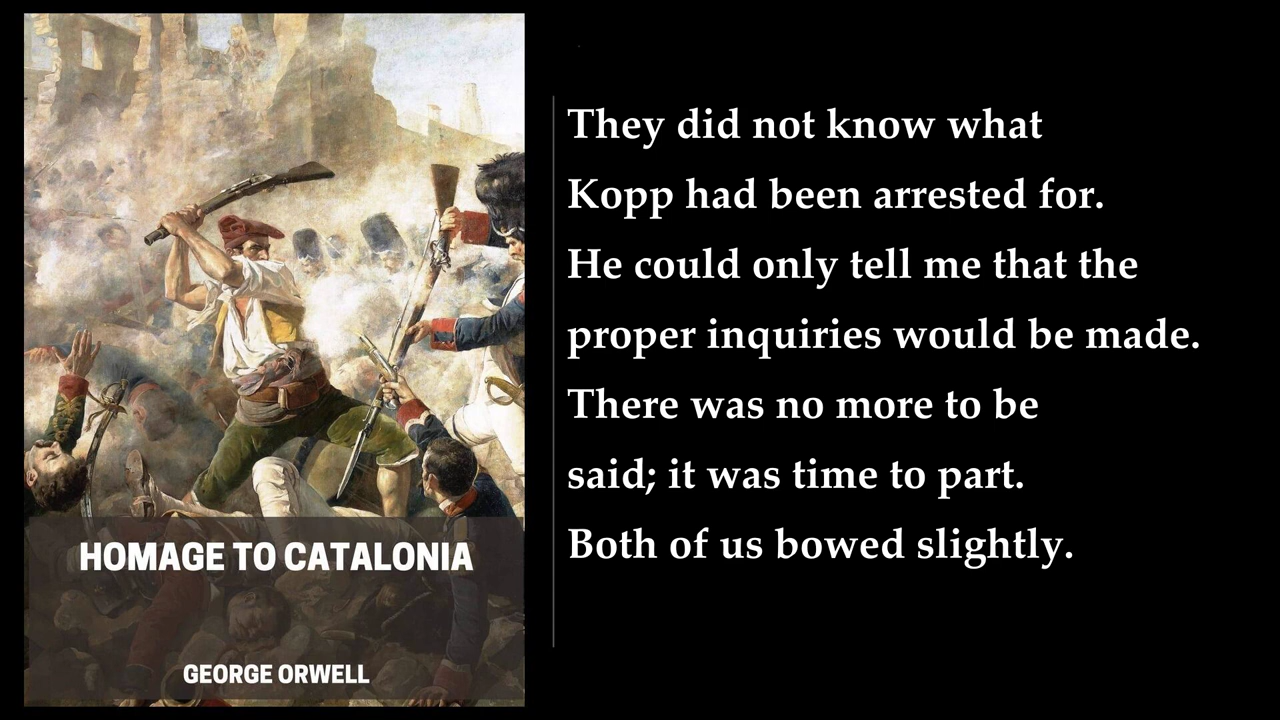 HOMAGE TO CATALONIA
GEORGE ORWELL
They did not know what
Kopp had been arrested for.
He could only tell me that the
proper inquiries would be made.
There was no more to be
said; it was time to part.
Both of us bowed slightly.